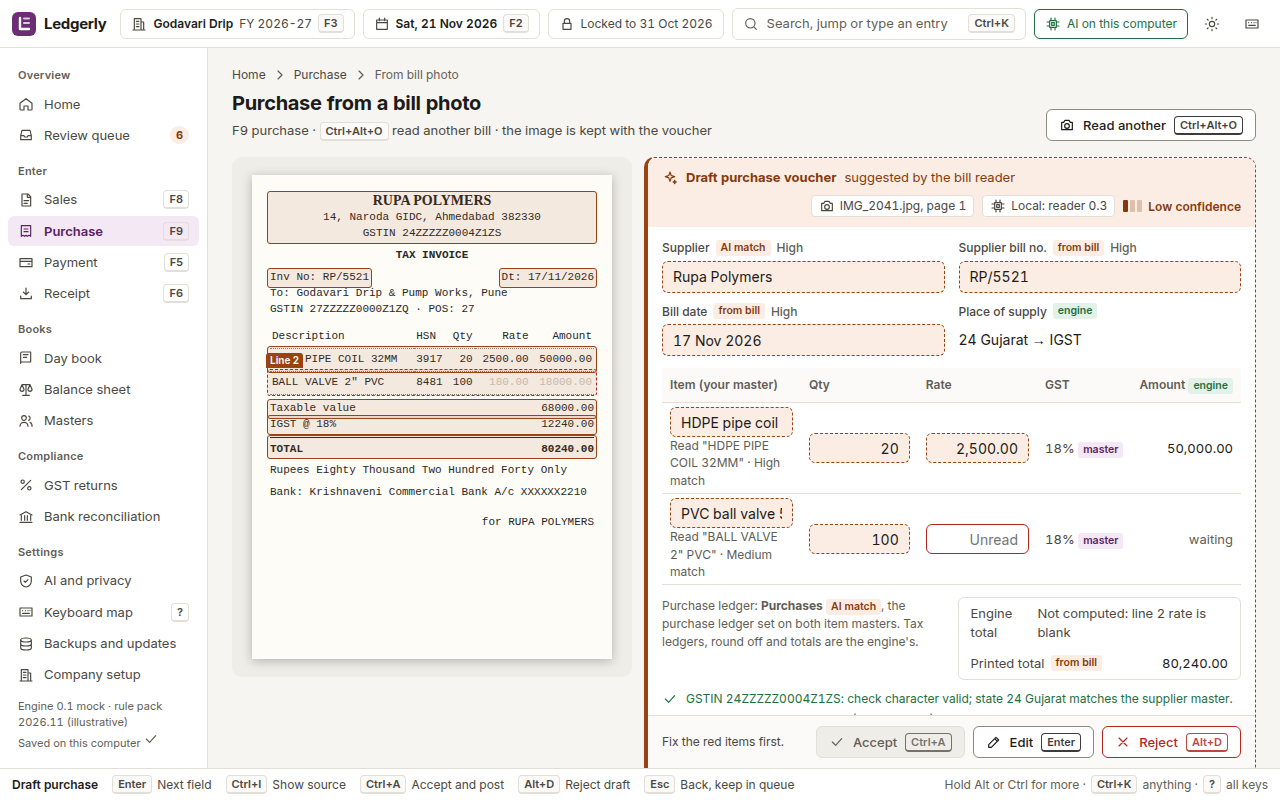 Ledgerly
Godavari Drip FY 2026-27 F3
Sat, 21 Nov 2026 F2
Locked to 31 Oct 2026
Search, jump or type an entry Ctrl+K
AI on this computer
Overview
Home
Review queue 6
Enter
Sales F8
Purchase F9
Payment F5
Receipt F6
Books
Day book
Balance sheet
Masters
Compliance
GST returns
Bank reconciliation
Settings
AI and privacy
Keyboard map ?
Backups and updates
Company setup
Engine 0.1 mock · rule pack
2026.11 (illustrative)
Saved on this computer
Home > Purchase > From bill photo
Purchase from a bill photo
F9 purchase · Ctrl+Alt+O read another bill · the image is kept with the voucher
Read another Ctrl+Alt+O
RUPA POLYMERS
14, Naroda GIDC, Ahmedabad 382330
GSTIN 24ZZZZZ0004Z1ZS
TAX INVOICE
Inv No: RP/5521 Dt: 17/11/2026
To: Godavari Drip & Pump Works, Pune
GSTIN 27ZZZZZ0000Z1ZQ · POS: 27
Description HSN Qty Rate Amount
PIPE COIL 32MM 3917 20 2500.00 50000.00
Line 2
BALL VALVE 2" PVC 8481 100 180.00 18000.00
Taxable value 68000.00
IGST @ 18% 12240.00
TOTAL 80240.00
Rupees Eighty Thousand Two Hundred Forty Only
Bank: Krishnaveni Commercial Bank A/c XXXXXX2210
for RUPA POLYMERS
Draft purchase voucher suggested by the bill reader
IMG_2041.jpg, page 1 Local: reader 0.3 Low confidence
Supplier AI match High
Rupa Polymers
Supplier bill no. from bill High
RP/5521
Bill date from bill High
17 Nov 2026
Place of supply engine
24 Gujarat → IGST
Item (your master) Qty Rate GST Amount engine
HDPE pipe coil 20 2,500.00 18% master 50,000.00
Read "HDPE PIPE
COIL 32MM" · High
match
PVC ball valve 100 Unread 18% master waiting
Read "BALL VALVE
2" PVC" · Medium
match
Purchase ledger: Purchases AI match, the
purchase ledger set on both item masters. Tax
ledgers, round off and totals are the engine's.
Engine total Not computed: line 2 rate is blank
Printed total from bill 80,240.00
GSTIN 24ZZZZZ0004Z1ZS: check character valid; state 24 Gujarat matches the supplier master.
Fix the red items first.
Accept Ctrl+A
Edit Enter
Reject Alt+D
Draft purchase Enter Next field Ctrl+I Show source Ctrl+A Accept and post Alt+D Reject draft Esc Back, keep in queue
Hold Alt or Ctrl for more · Ctrl+K anything · ? all keys